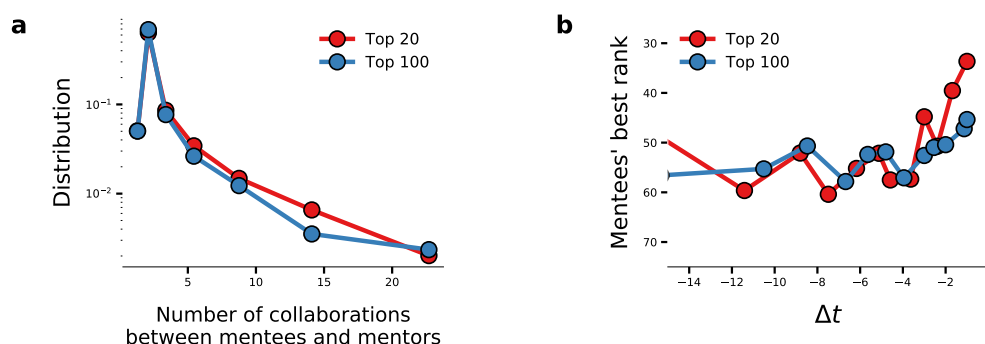 a
Top 20
Top 100
Distribution
10⁻¹
10⁻²
5
10
15
20
Number of collaborations
between mentees and mentors
b
Top 20
Top 100
Mentees' best rank
30
40
50
60
70
−14
−12
−10
−8
−6
−4
−2
Δt